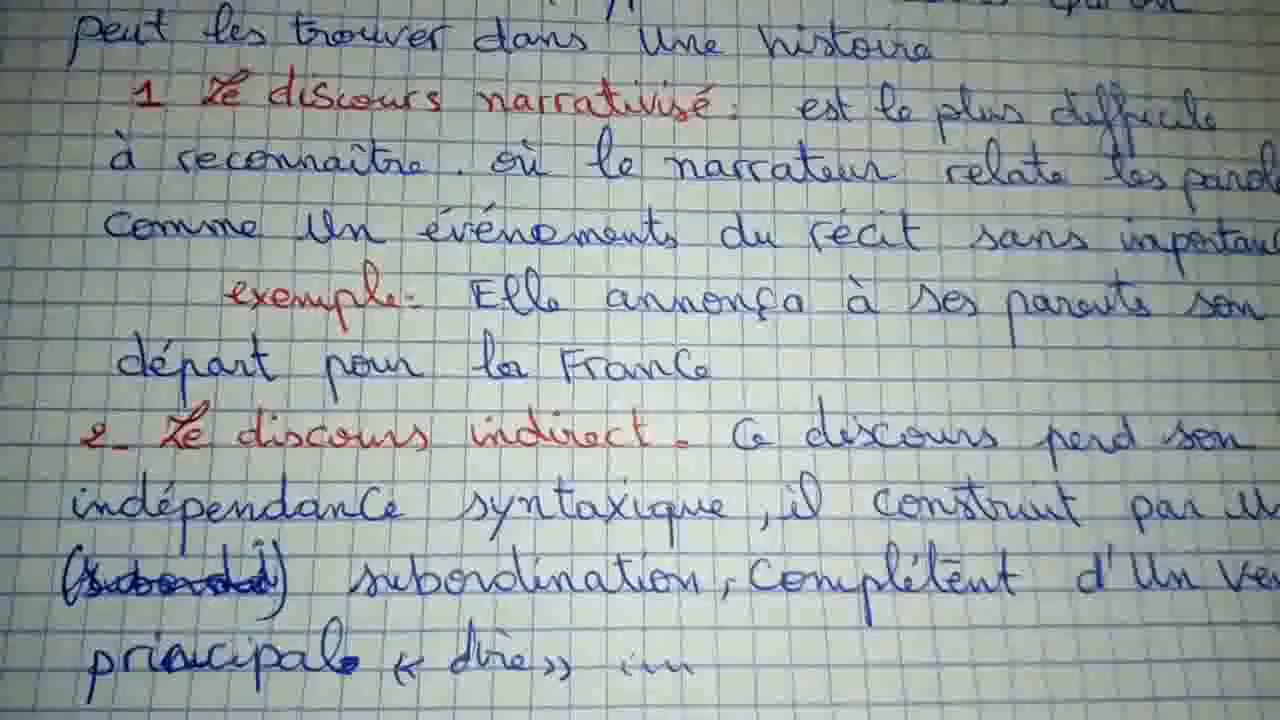 peut les trouver dans une histoire
1 Le discours narrativisé : est le plus difficile
à reconnaître . où le narrateur relate les parol
comme un événements du récit sans importanc
exemple - Elle annonça à ses parents son
départ pour la France
2 - Le discours indirect - Ce discours perd son
indépendance syntaxique , il construit par u
subordination , complétent d'un ve
principale « dire »